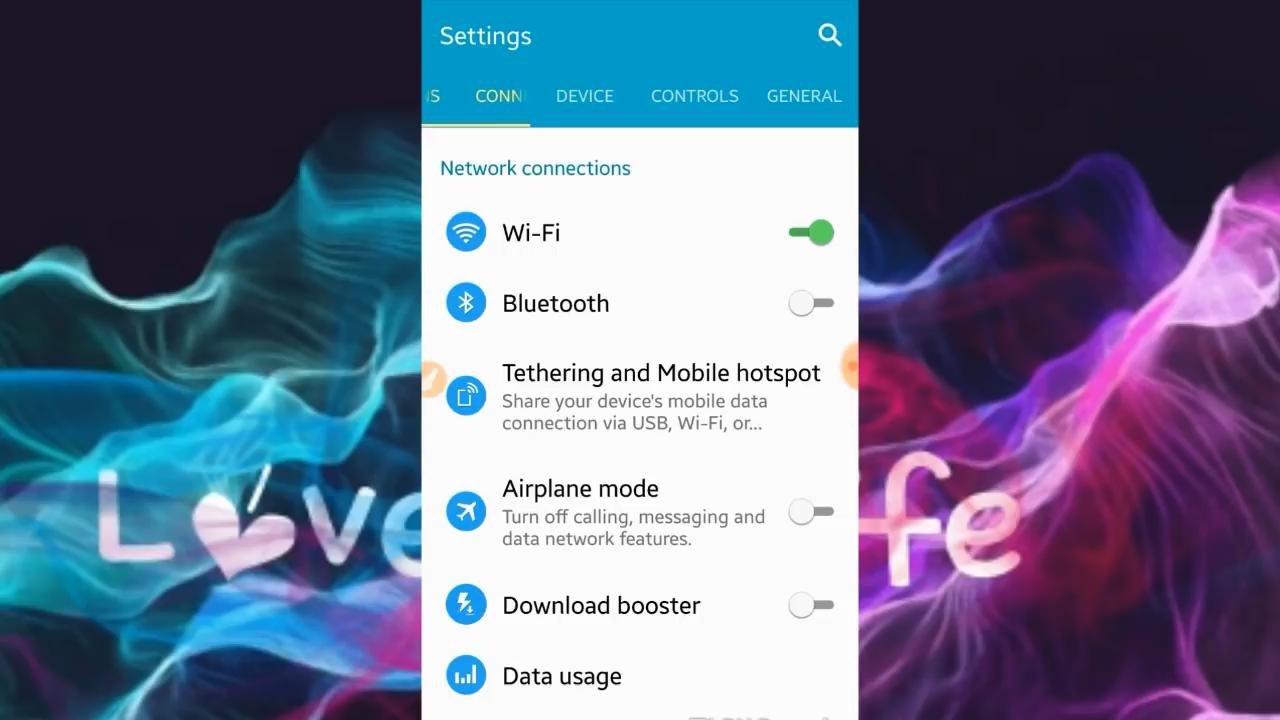 Settings
CONN DEVICE CONTROLS GENERAL
Network connections
Wi-Fi
Bluetooth
Tethering and Mobile hotspot
Share your device's mobile data
connection via USB, Wi-Fi, or...
Airplane mode
Turn off calling, messaging and
data network features.
Download booster
Data usage
Love fe